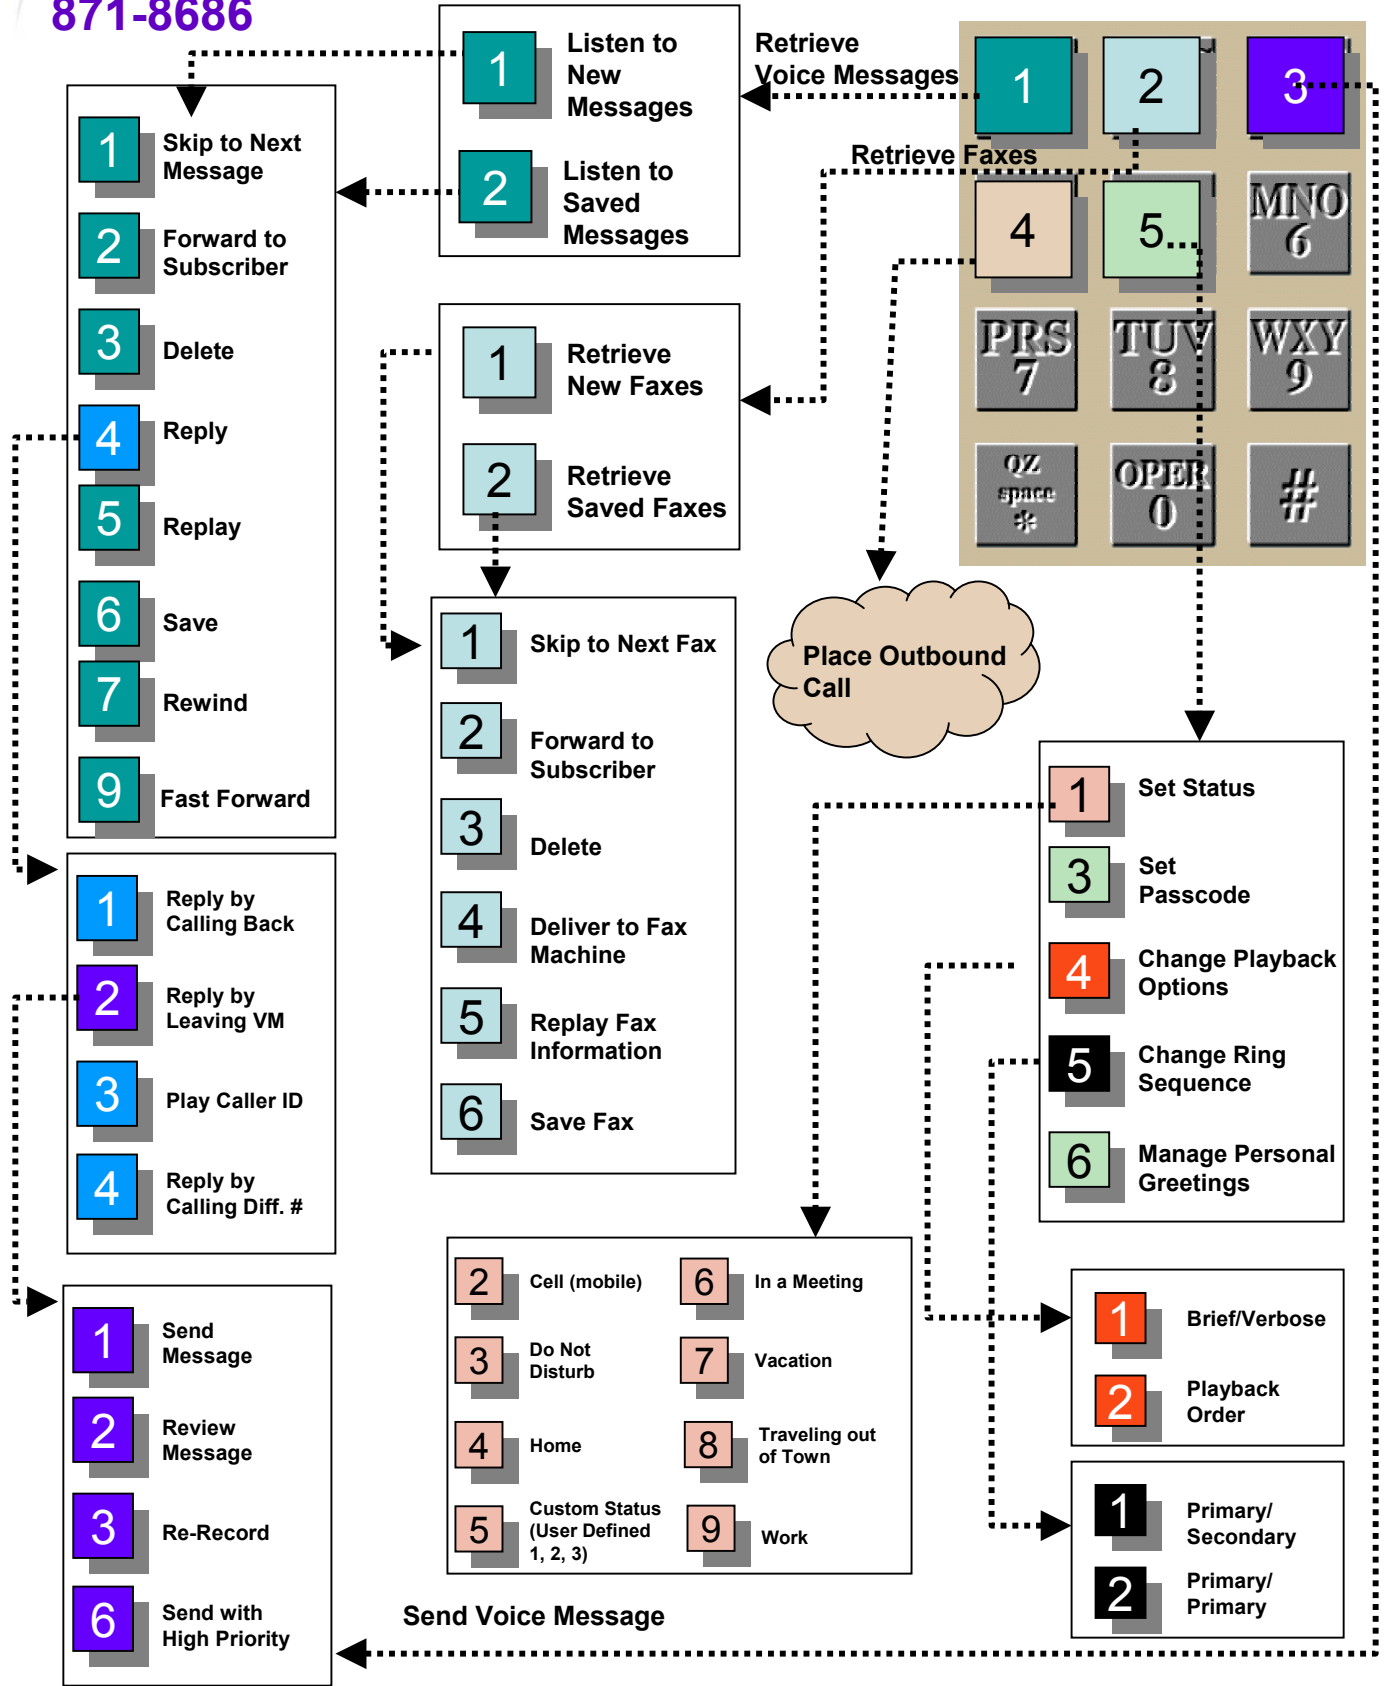 871-8686
1 Listen to
New
Messages
2 Listen to
Saved
Messages
Retrieve
Voice Messages
Retrieve Faxes
1
2
3
4
5
MNO
6
PRS
7
TUV
8
WXY
9
QZ
space
*
OPER
0
#
1 Skip to Next
Message
2 Forward to
Subscriber
3 Delete
4 Reply
5 Replay
6 Save
7 Rewind
9 Fast Forward
1 Retrieve
New Faxes
2 Retrieve
Saved Faxes
1 Skip to Next Fax
2 Forward to
Subscriber
3 Delete
4 Deliver to Fax
Machine
5 Replay Fax
Information
6 Save Fax
Place Outbound
Call
1 Set Status
3 Set
Passcode
4 Change Playback
Options
5 Change Ring
Sequence
6 Manage Personal
Greetings
1 Reply by
Calling Back
2 Reply by
Leaving VM
3 Play Caller ID
4 Reply by
Calling Diff. #
1 Send
Message
2 Review
Message
3 Re-Record
6 Send with
High Priority
2 Cell (mobile)
3 Do Not
Disturb
4 Home
5 Custom Status
(User Defined
1, 2, 3)
6 In a Meeting
7 Vacation
8 Traveling out
of Town
9 Work
1 Brief/Verbose
2 Playback
Order
1 Primary/
Secondary
2 Primary/
Primary
Send Voice Message